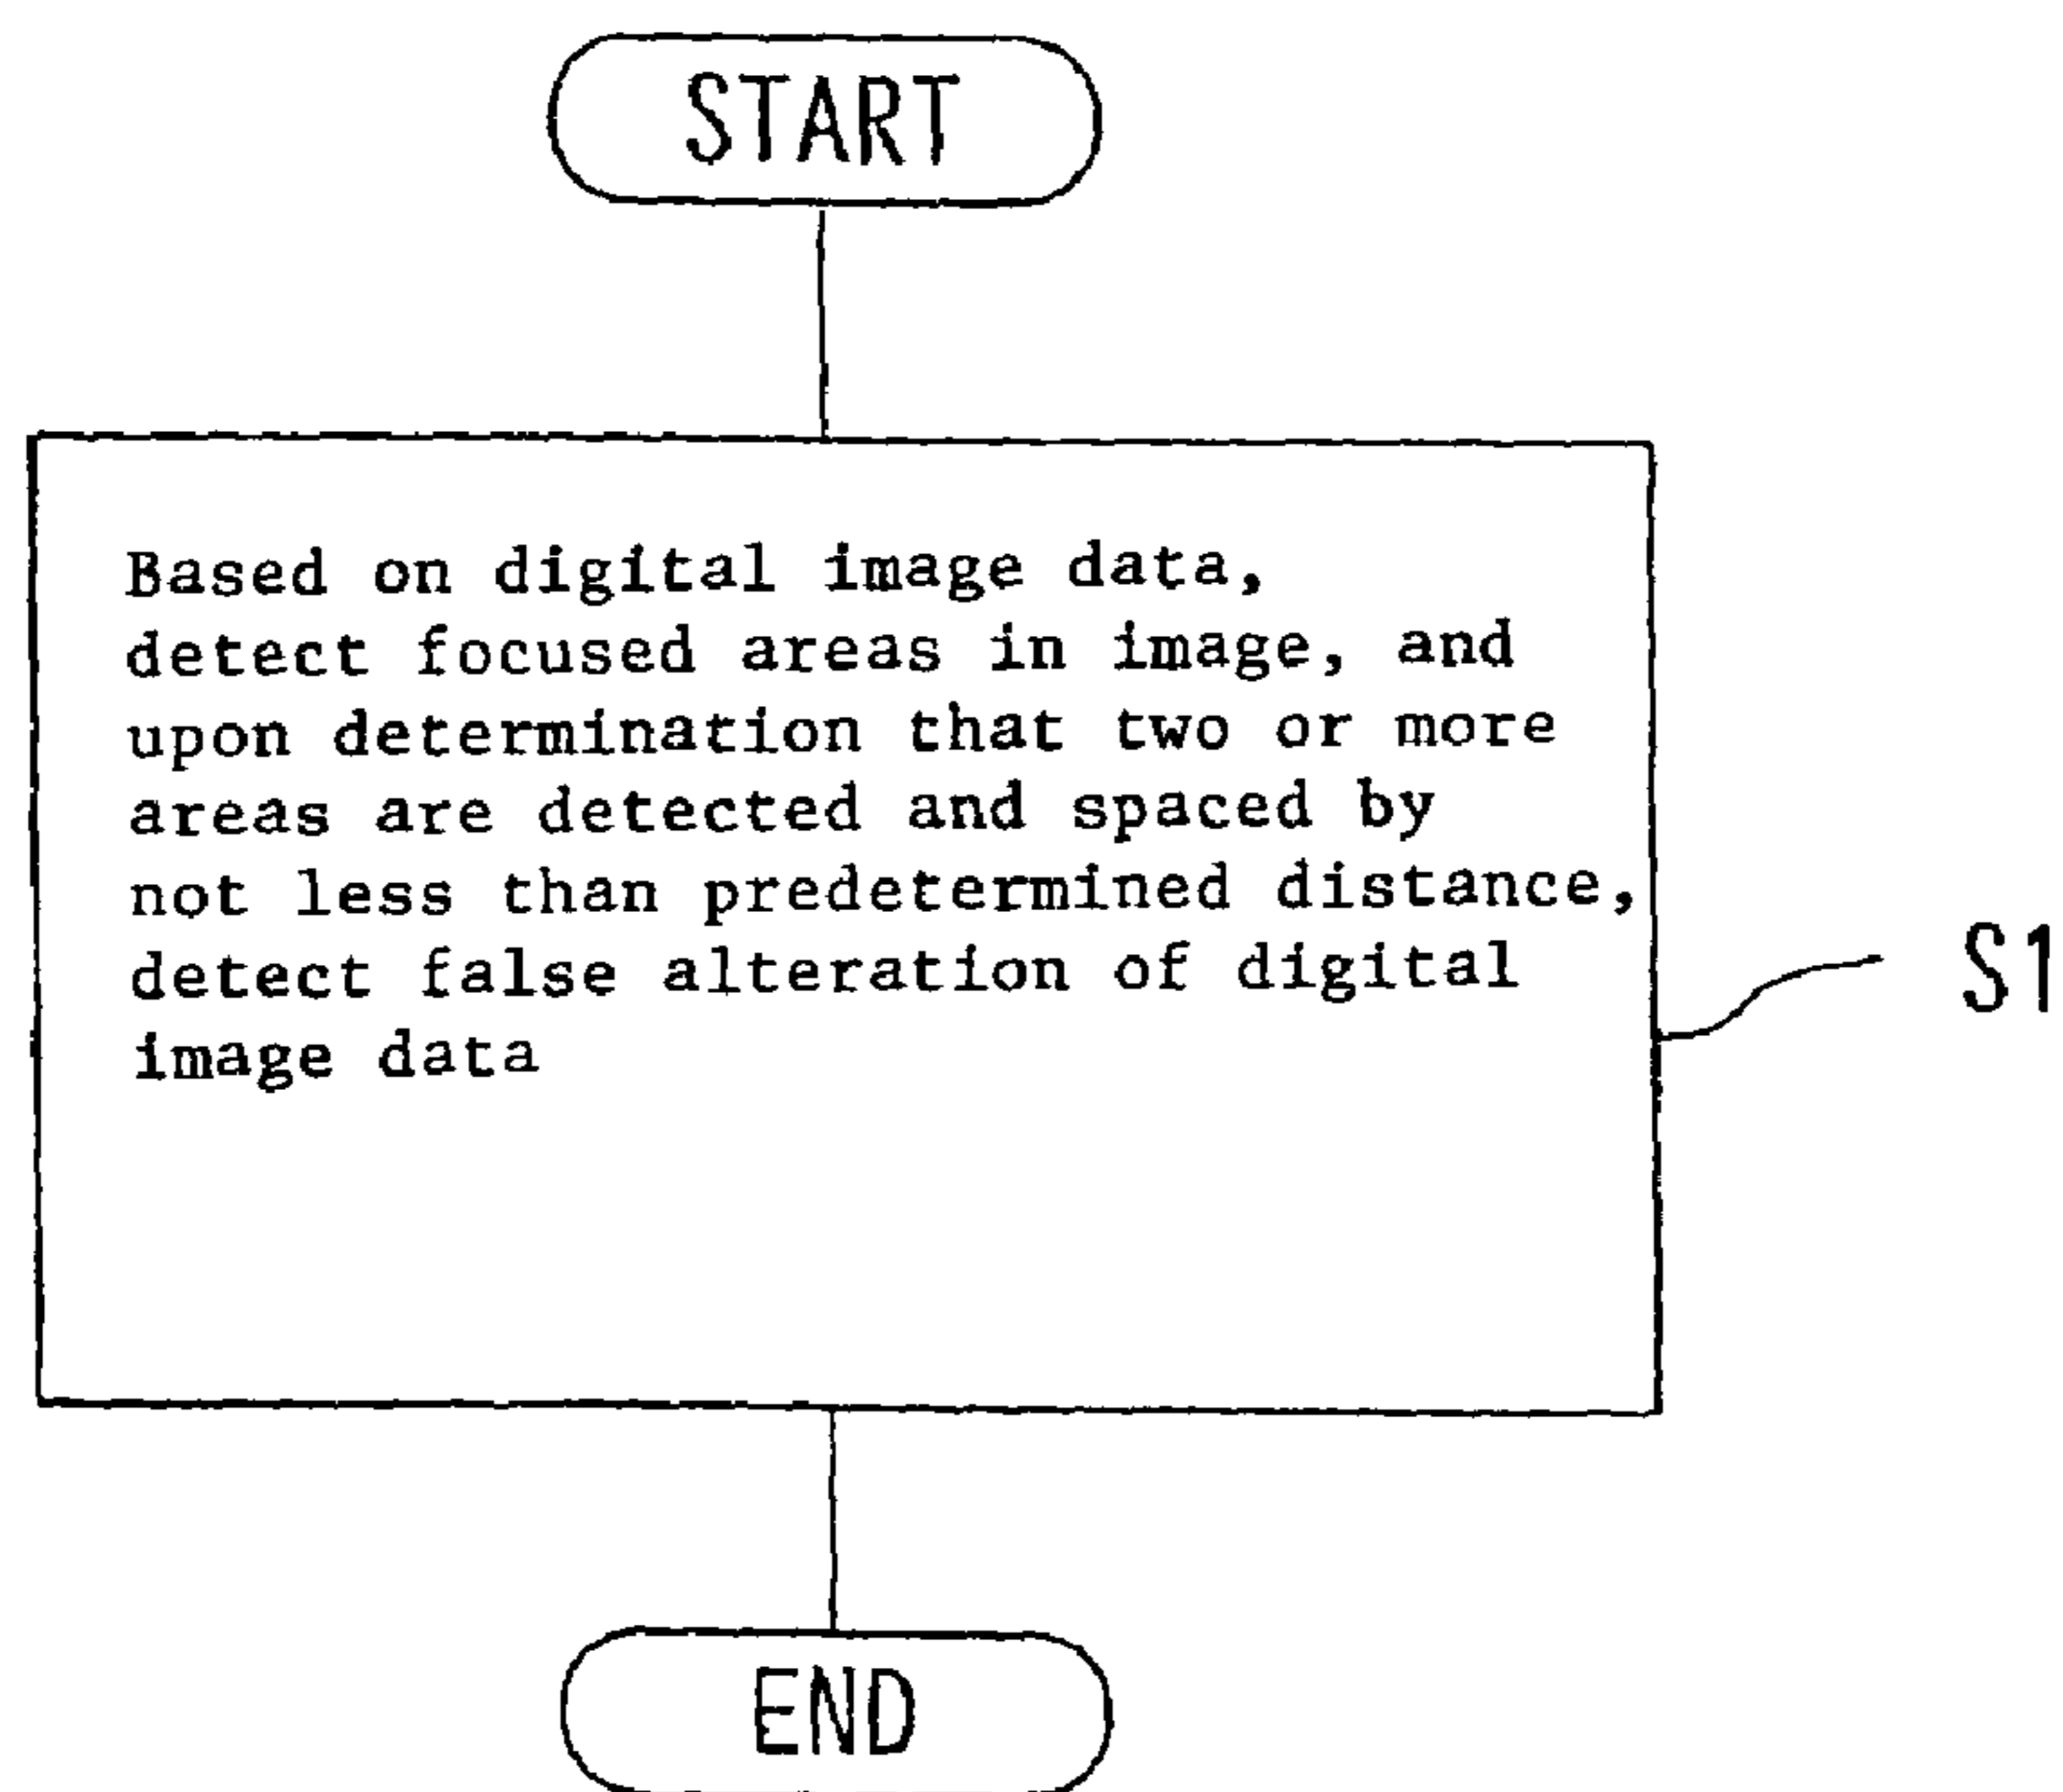 START
Based on digital image data,
detect focused areas in image, and
upon determination that two or more
areas are detected and spaced by
not less than predetermined distance,
detect false alteration of digital
image data
S1
END